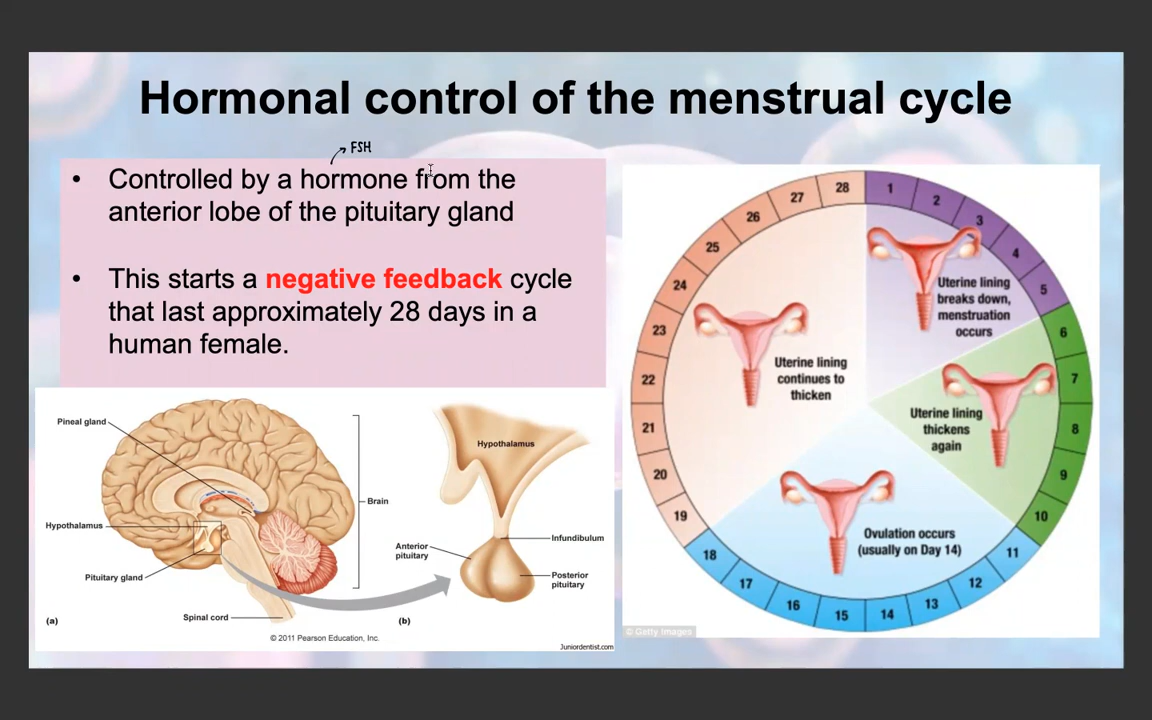 Hormonal control of the menstrual cycle
FSH
• Controlled by a hormone from the
anterior lobe of the pituitary gland
• This starts a negative feedback cycle
that last approximately 28 days in a
human female.
Pineal gland
Hypothalamus
Pituitary gland
Spinal cord
Brain
(a)
Hypothalamus
Anterior
pituitary
Infundibulum
Posterior
pituitary
(b)
© 2011 Pearson Education, Inc.
Juniordentist.com
1
2
3
4
5
6
7
8
9
10
11
12
13
14
15
16
17
18
19
20
21
22
23
24
25
26
27
28
Uterine lining
breaks down,
menstruation
occurs
Uterine lining
thickens
again
Ovulation occurs
(usually on Day 14)
Uterine lining
continues to
thicken
© Getty Images